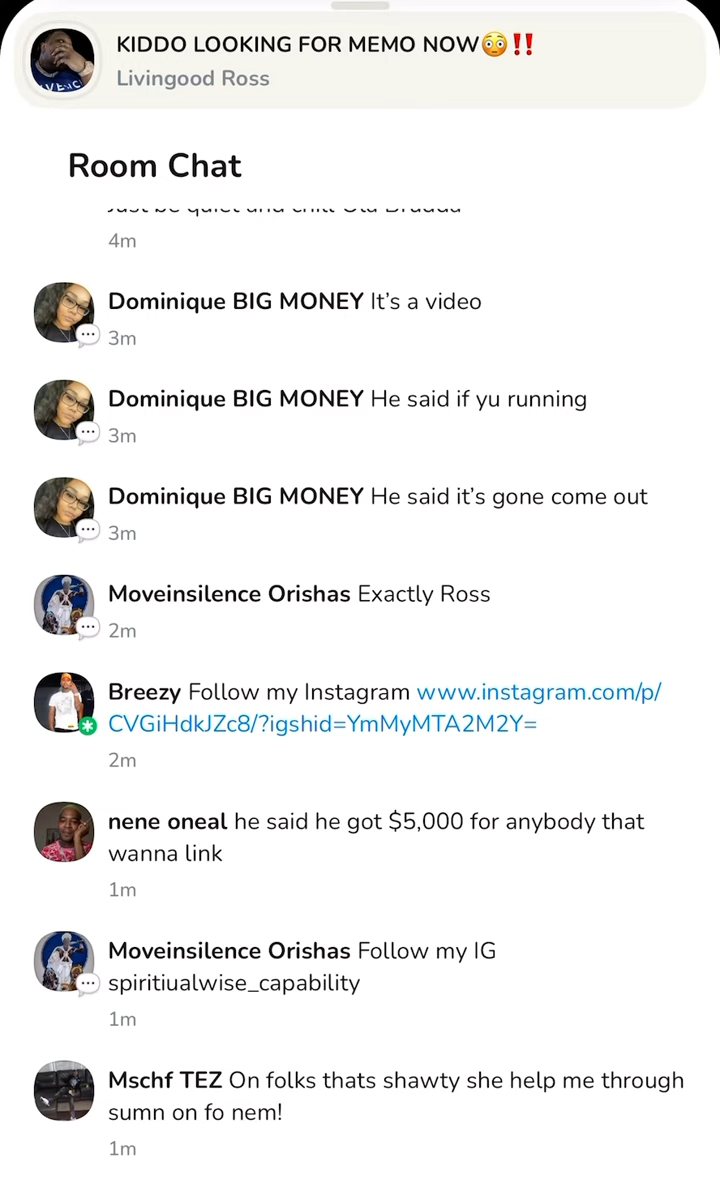 KIDDO LOOKING FOR MEMO NOW😳‼️
Livingood Ross
Room Chat
Just be quiet and chill Old Brudda
4m
Dominique BIG MONEY It's a video
3m
Dominique BIG MONEY He said if yu running
3m
Dominique BIG MONEY He said it's gone come out
3m
Moveinsilence Orishas Exactly Ross
2m
Breezy Follow my Instagram www.instagram.com/p/
CVGiHdkJZc8/?igshid=YmMyMTA2M2Y=
2m
nene oneal he said he got $5,000 for anybody that
wanna link
1m
Moveinsilence Orishas Follow my IG
spiritiualwise_capability
1m
Mschf TEZ On folks thats shawty she help me through
sumn on fo nem!
1m